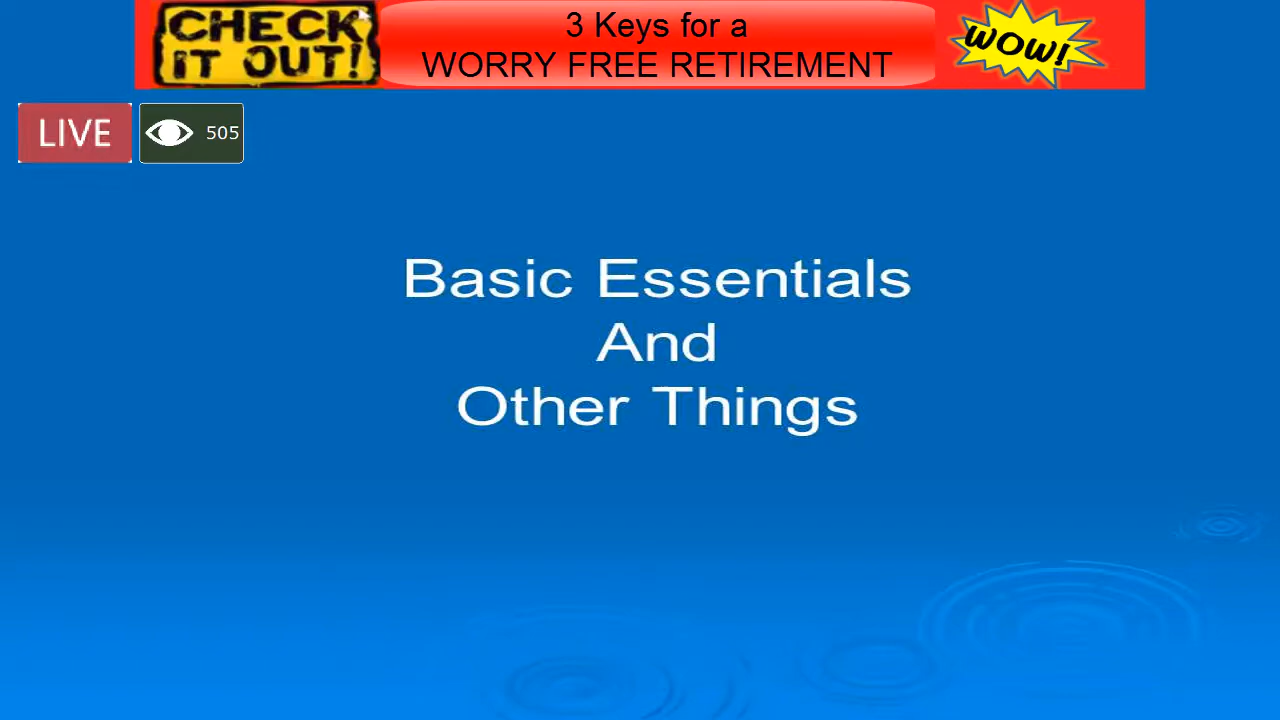 CHECK
IT OUT!
3 Keys for a
WORRY FREE RETIREMENT
WOW!
LIVE
505
Basic Essentials
And
Other Things